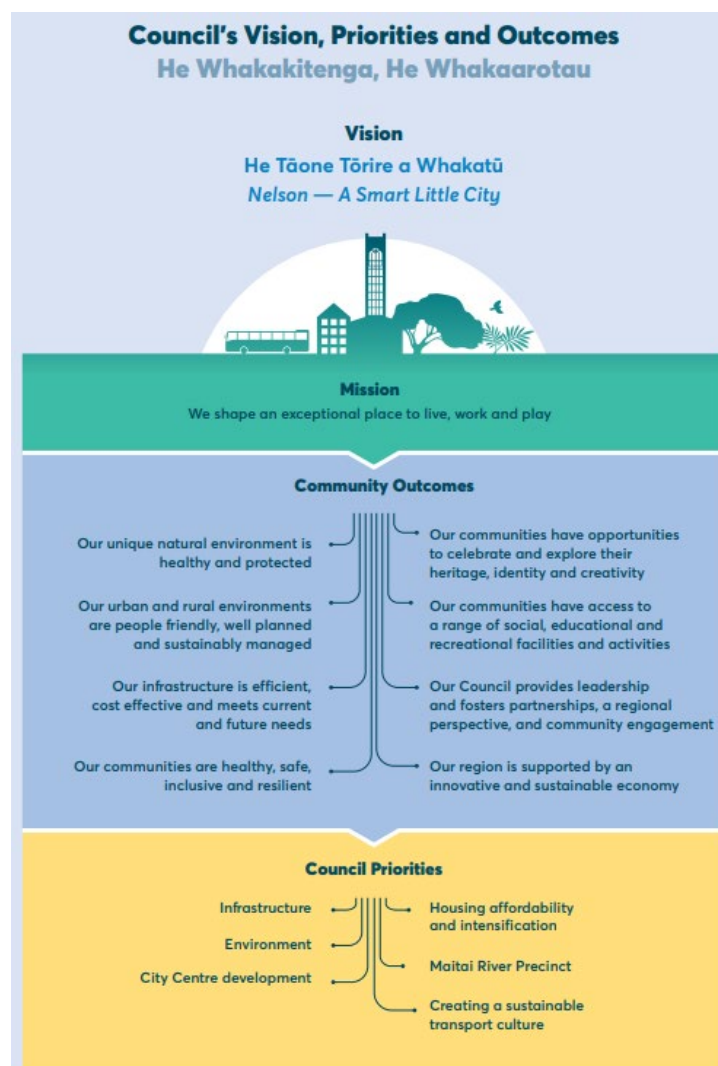 Council's Vision, Priorities and Outcomes
He Whakakitenga, He Whakaarotau
Vision
He Tāone Tōrire a Whakatū
Nelson — A Smart Little City
Mission
We shape an exceptional place to live, work and play
Community Outcomes
Our unique natural environment is
healthy and protected
Our urban and rural environments
are people friendly, well planned
and sustainably managed
Our infrastructure is efficient,
cost effective and meets current
and future needs
Our communities are healthy, safe,
inclusive and resilient
Our communities have opportunities
to celebrate and explore their
heritage, identity and creativity
Our communities have access to
a range of social, educational and
recreational facilities and activities
Our Council provides leadership
and fosters partnerships, a regional
perspective, and community engagement
Our region is supported by an
innovative and sustainable economy
Council Priorities
Infrastructure
Environment
City Centre development
Housing affordability
and intensification
Maitai River Precinct
Creating a sustainable
transport culture